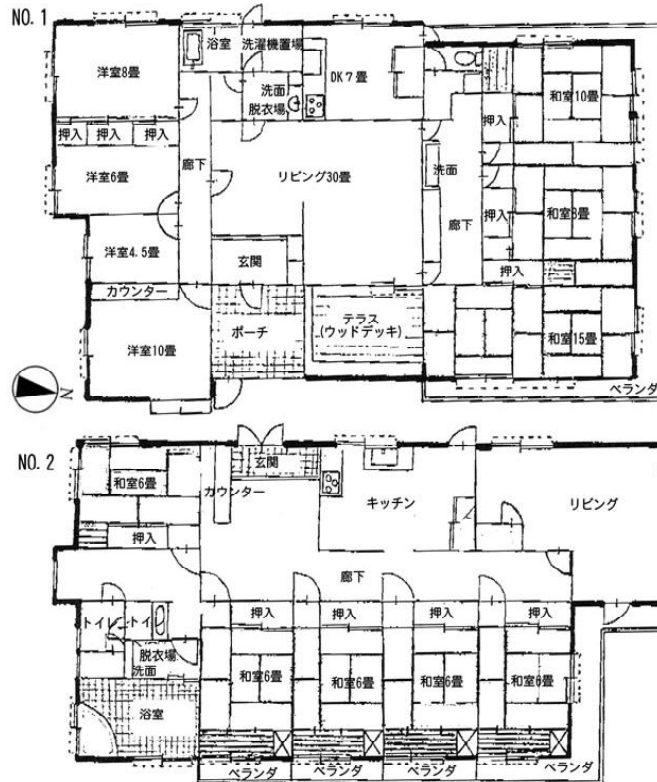 NO.1
浴室
洗濯機置場
洋室8畳
DK7畳
洗面
脱衣場
和室10畳
押入
押入
押入
押入
洋室6畳
廊下
リビング30畳
洗面
廊下
押入
和室8畳
洋室4.5畳
玄関
押入
カウンター
ポーチ
テラス
(ウッドデッキ)
洋室10畳
和室15畳
N
ベランダ
NO.2
和室6畳
玄関
カウンター
キッチン
リビング
押入
廊下
押入
押入
押入
押入
トイレ
トイ
脱衣場
洗面
和室6畳
和室6畳
和室6畳
和室6畳
浴室
ベランダ
ベランダ
ベランダ
ベランダ